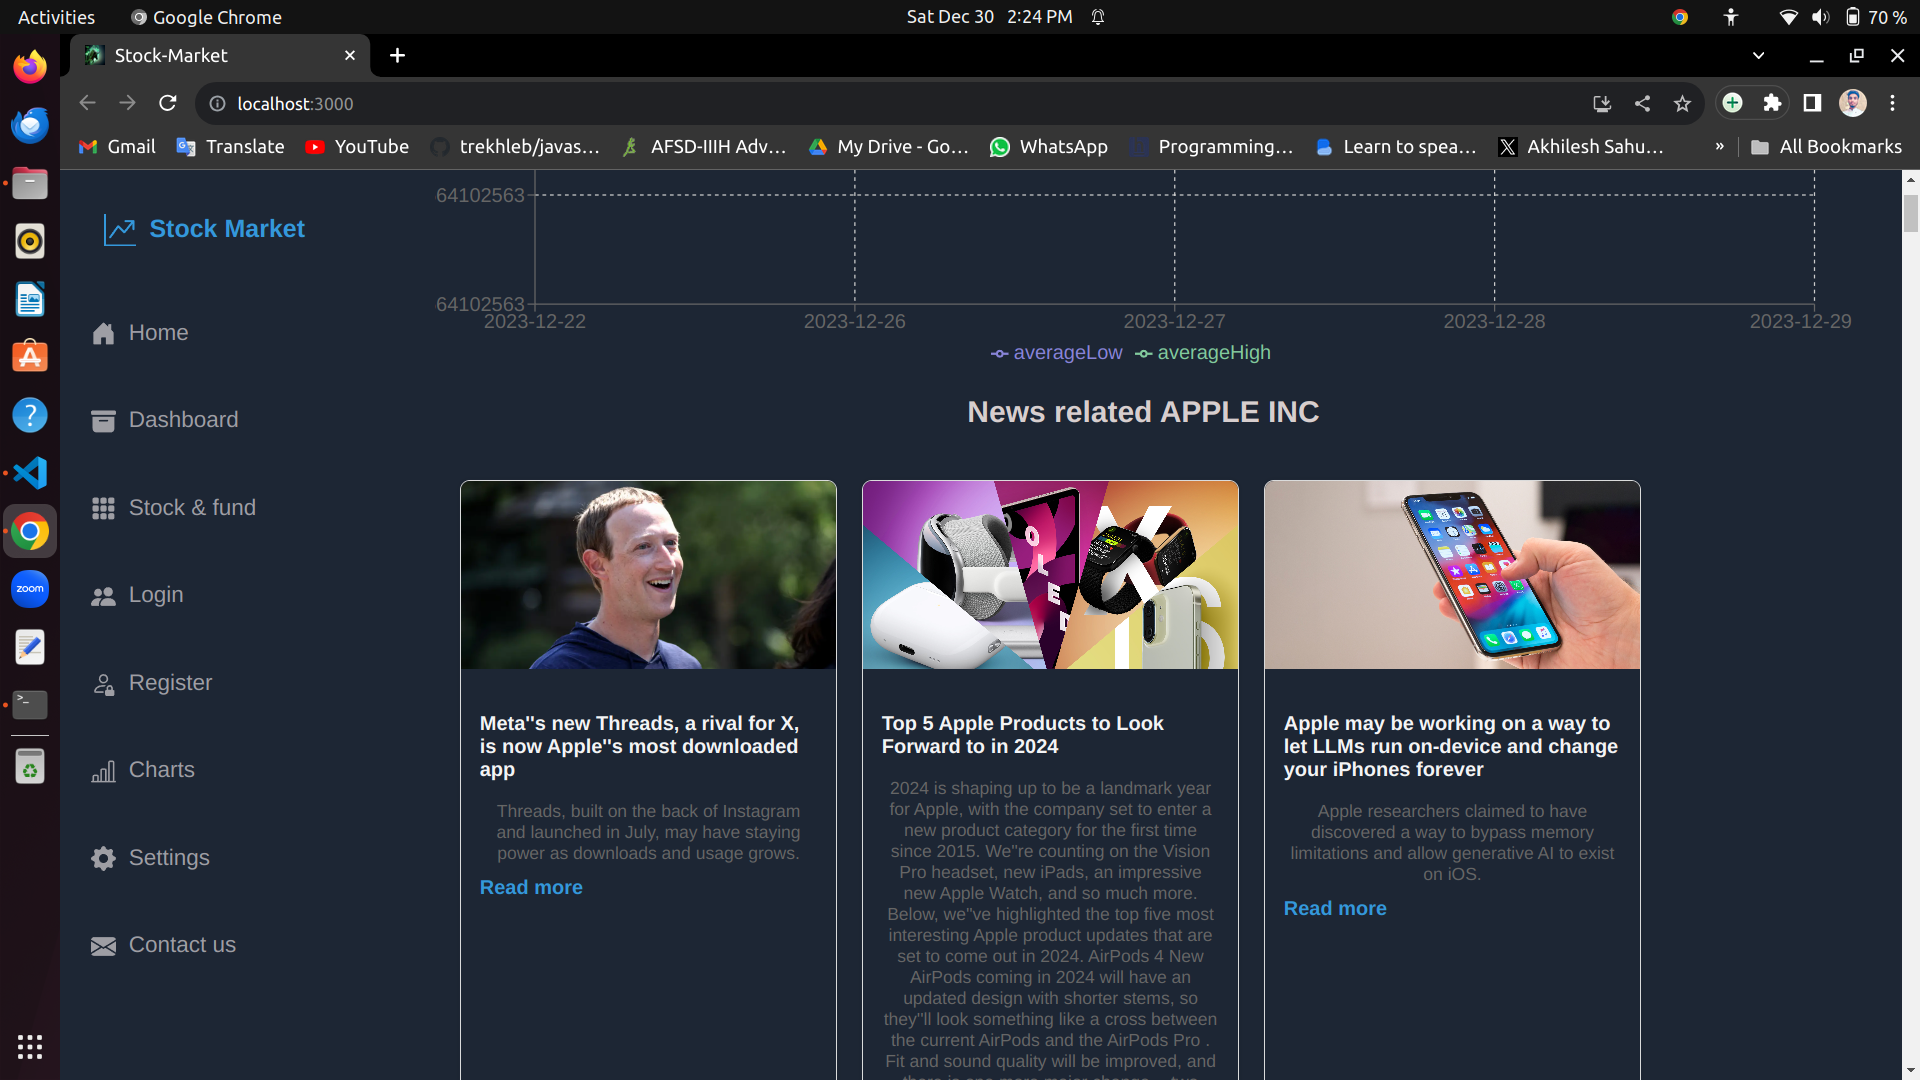 Activities
Google Chrome
Sat Dec 30 2:24 PM
70 %
Stock-Market
localhost:3000
Gmail
Translate
YouTube
trekhleb/javas...
AFSD-IIIH Adv...
My Drive - Go...
WhatsApp
Programming...
Learn to spea...
Akhilesh Sahu...
»
All Bookmarks
zoom
Stock Market
Home
Dashboard
Stock & fund
Login
Register
Charts
Settings
Contact us
64102563
64102563
2023-12-22
2023-12-26
2023-12-27
2023-12-28
2023-12-29
averageLow
averageHigh
News related APPLE INC
Meta''s new Threads, a rival for X,
is now Apple''s most downloaded
app
Threads, built on the back of Instagram
and launched in July, may have staying
power as downloads and usage grows.
Read more
Top 5 Apple Products to Look
Forward to in 2024
2024 is shaping up to be a landmark year
for Apple, with the company set to enter a
new product category for the first time
since 2015. We''re counting on the Vision
Pro headset, new iPads, an impressive
new Apple Watch, and so much more.
Below, we''ve highlighted the top five most
interesting Apple product updates that are
set to come out in 2024. AirPods 4 New
AirPods coming in 2024 will have an
updated design with shorter stems, so
they''ll look something like a cross between
the current AirPods and the AirPods Pro .
Fit and sound quality will be improved, and
there is one more major change – two
Apple may be working on a way to
let LLMs run on-device and change
your iPhones forever
Apple researchers claimed to have
discovered a way to bypass memory
limitations and allow generative AI to exist
on iOS.
Read more